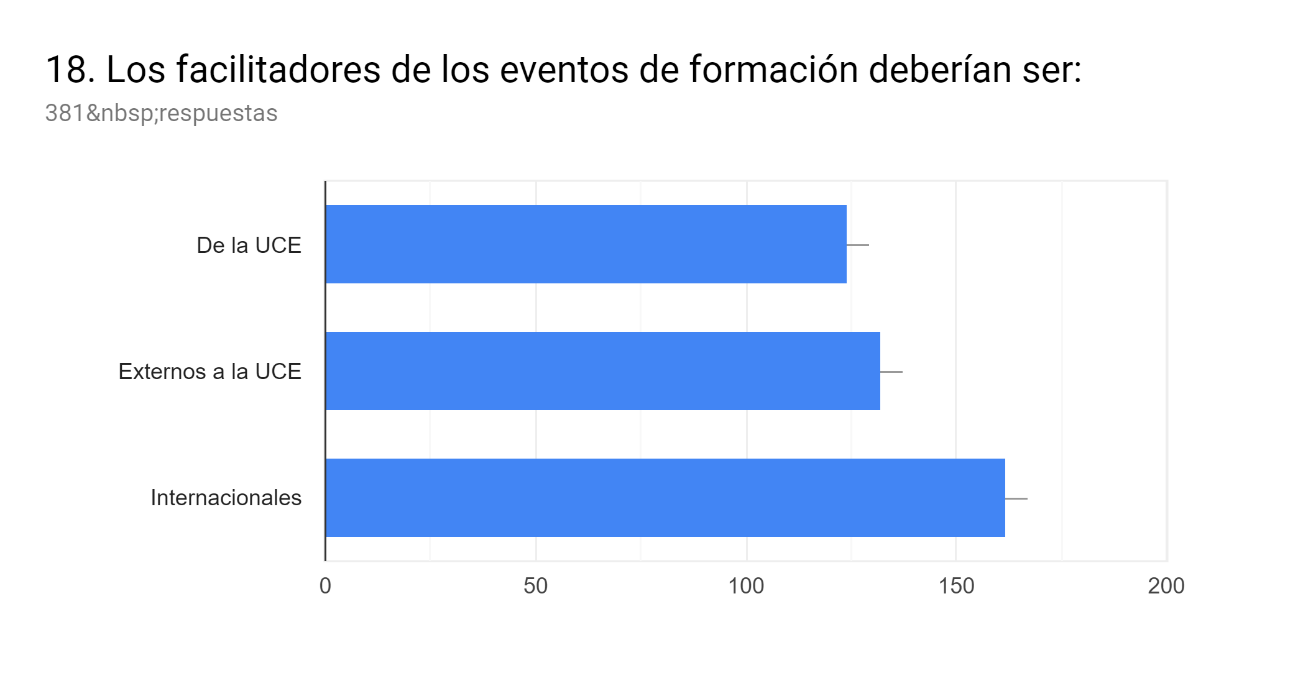 18. Los facilitadores de los eventos de formación deberían ser:
381&nbsp;respuestas
De la UCE
Externos a la UCE
Internacionales
0 50 100 150 200